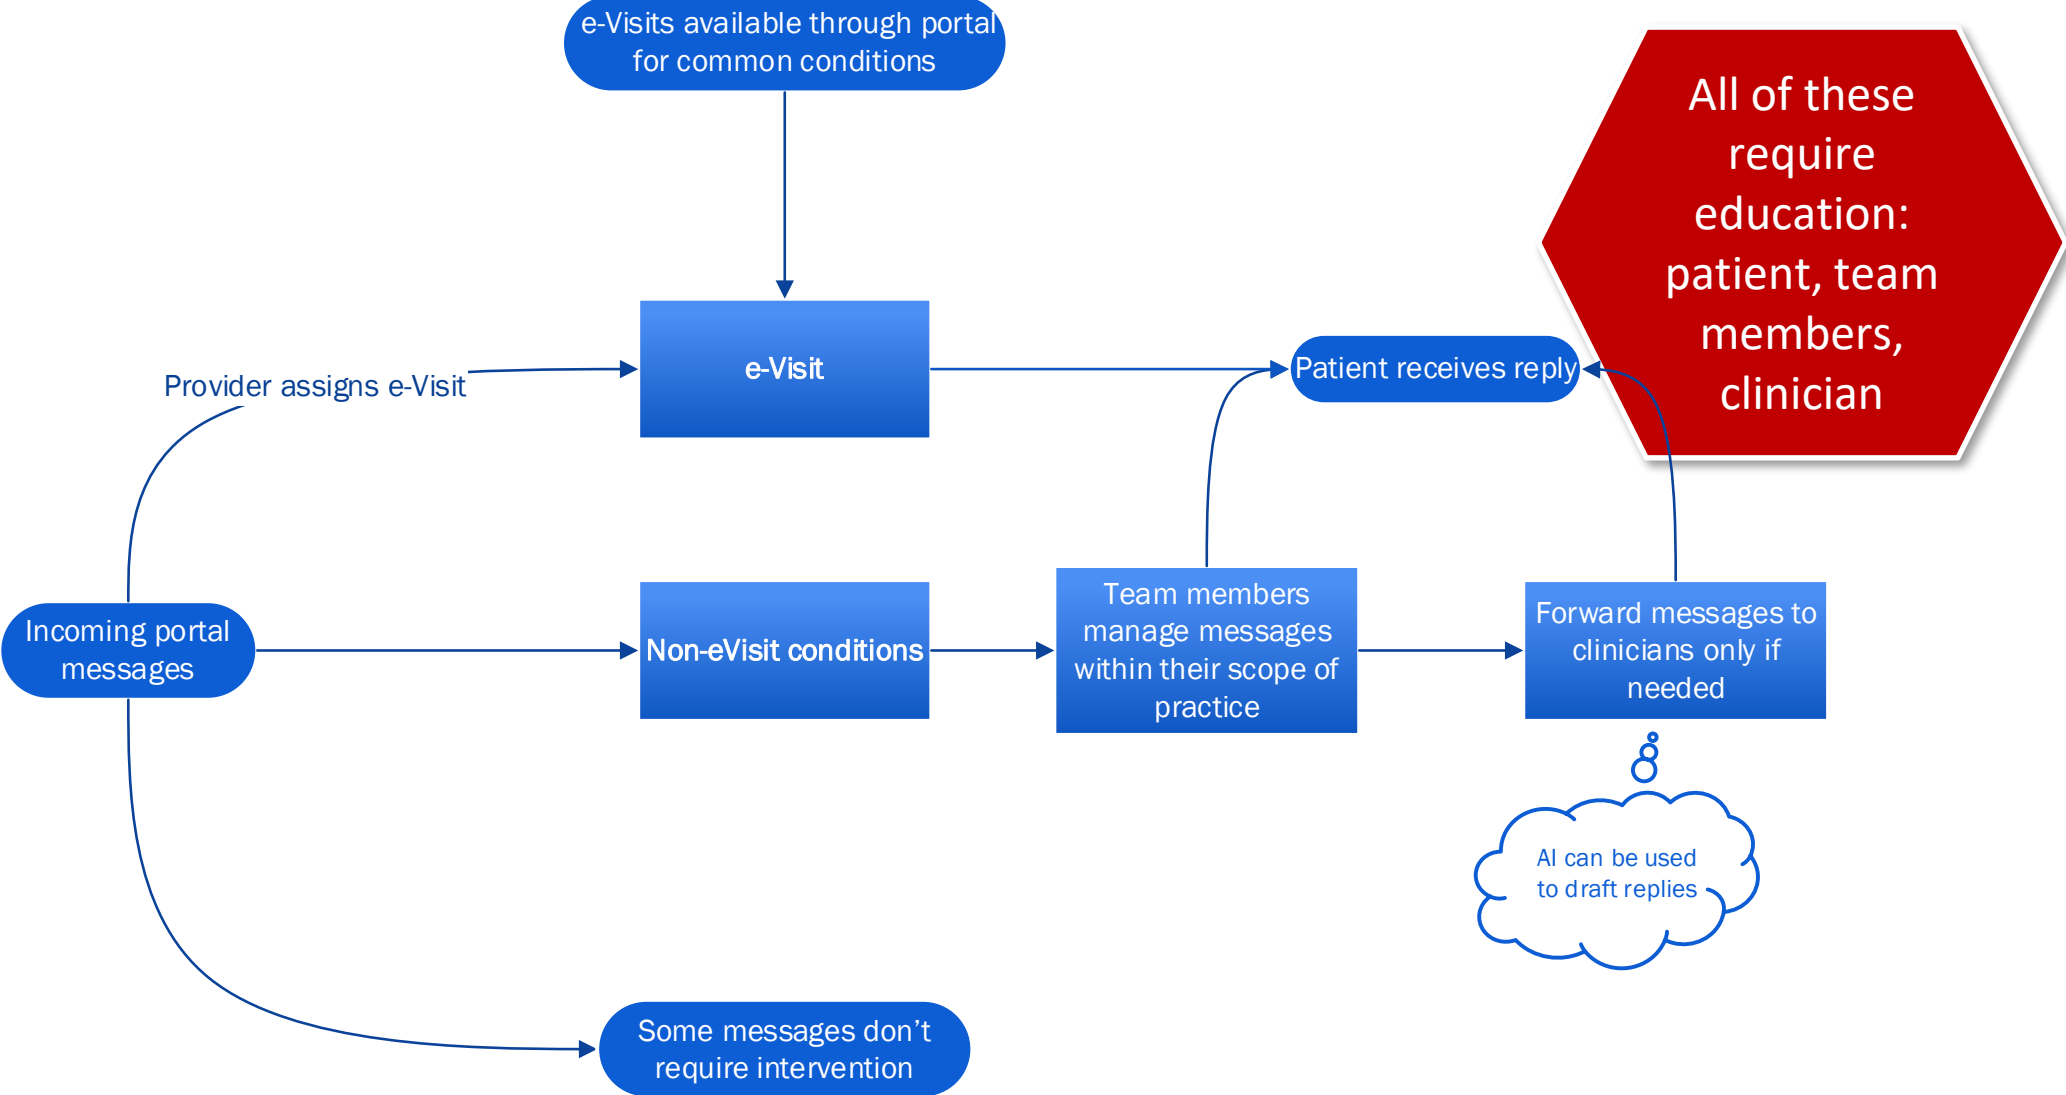 e-Visits available through portal
for common conditions
All of these
require
education:
patient, team
members,
clinician
Provider assigns e-Visit
e-Visit
Patient receives reply
Incoming portal
messages
Non-eVisit conditions
Team members
manage messages
within their scope of
practice
Forward messages to
clinicians only if
needed
AI can be used
to draft replies
Some messages don’t
require intervention